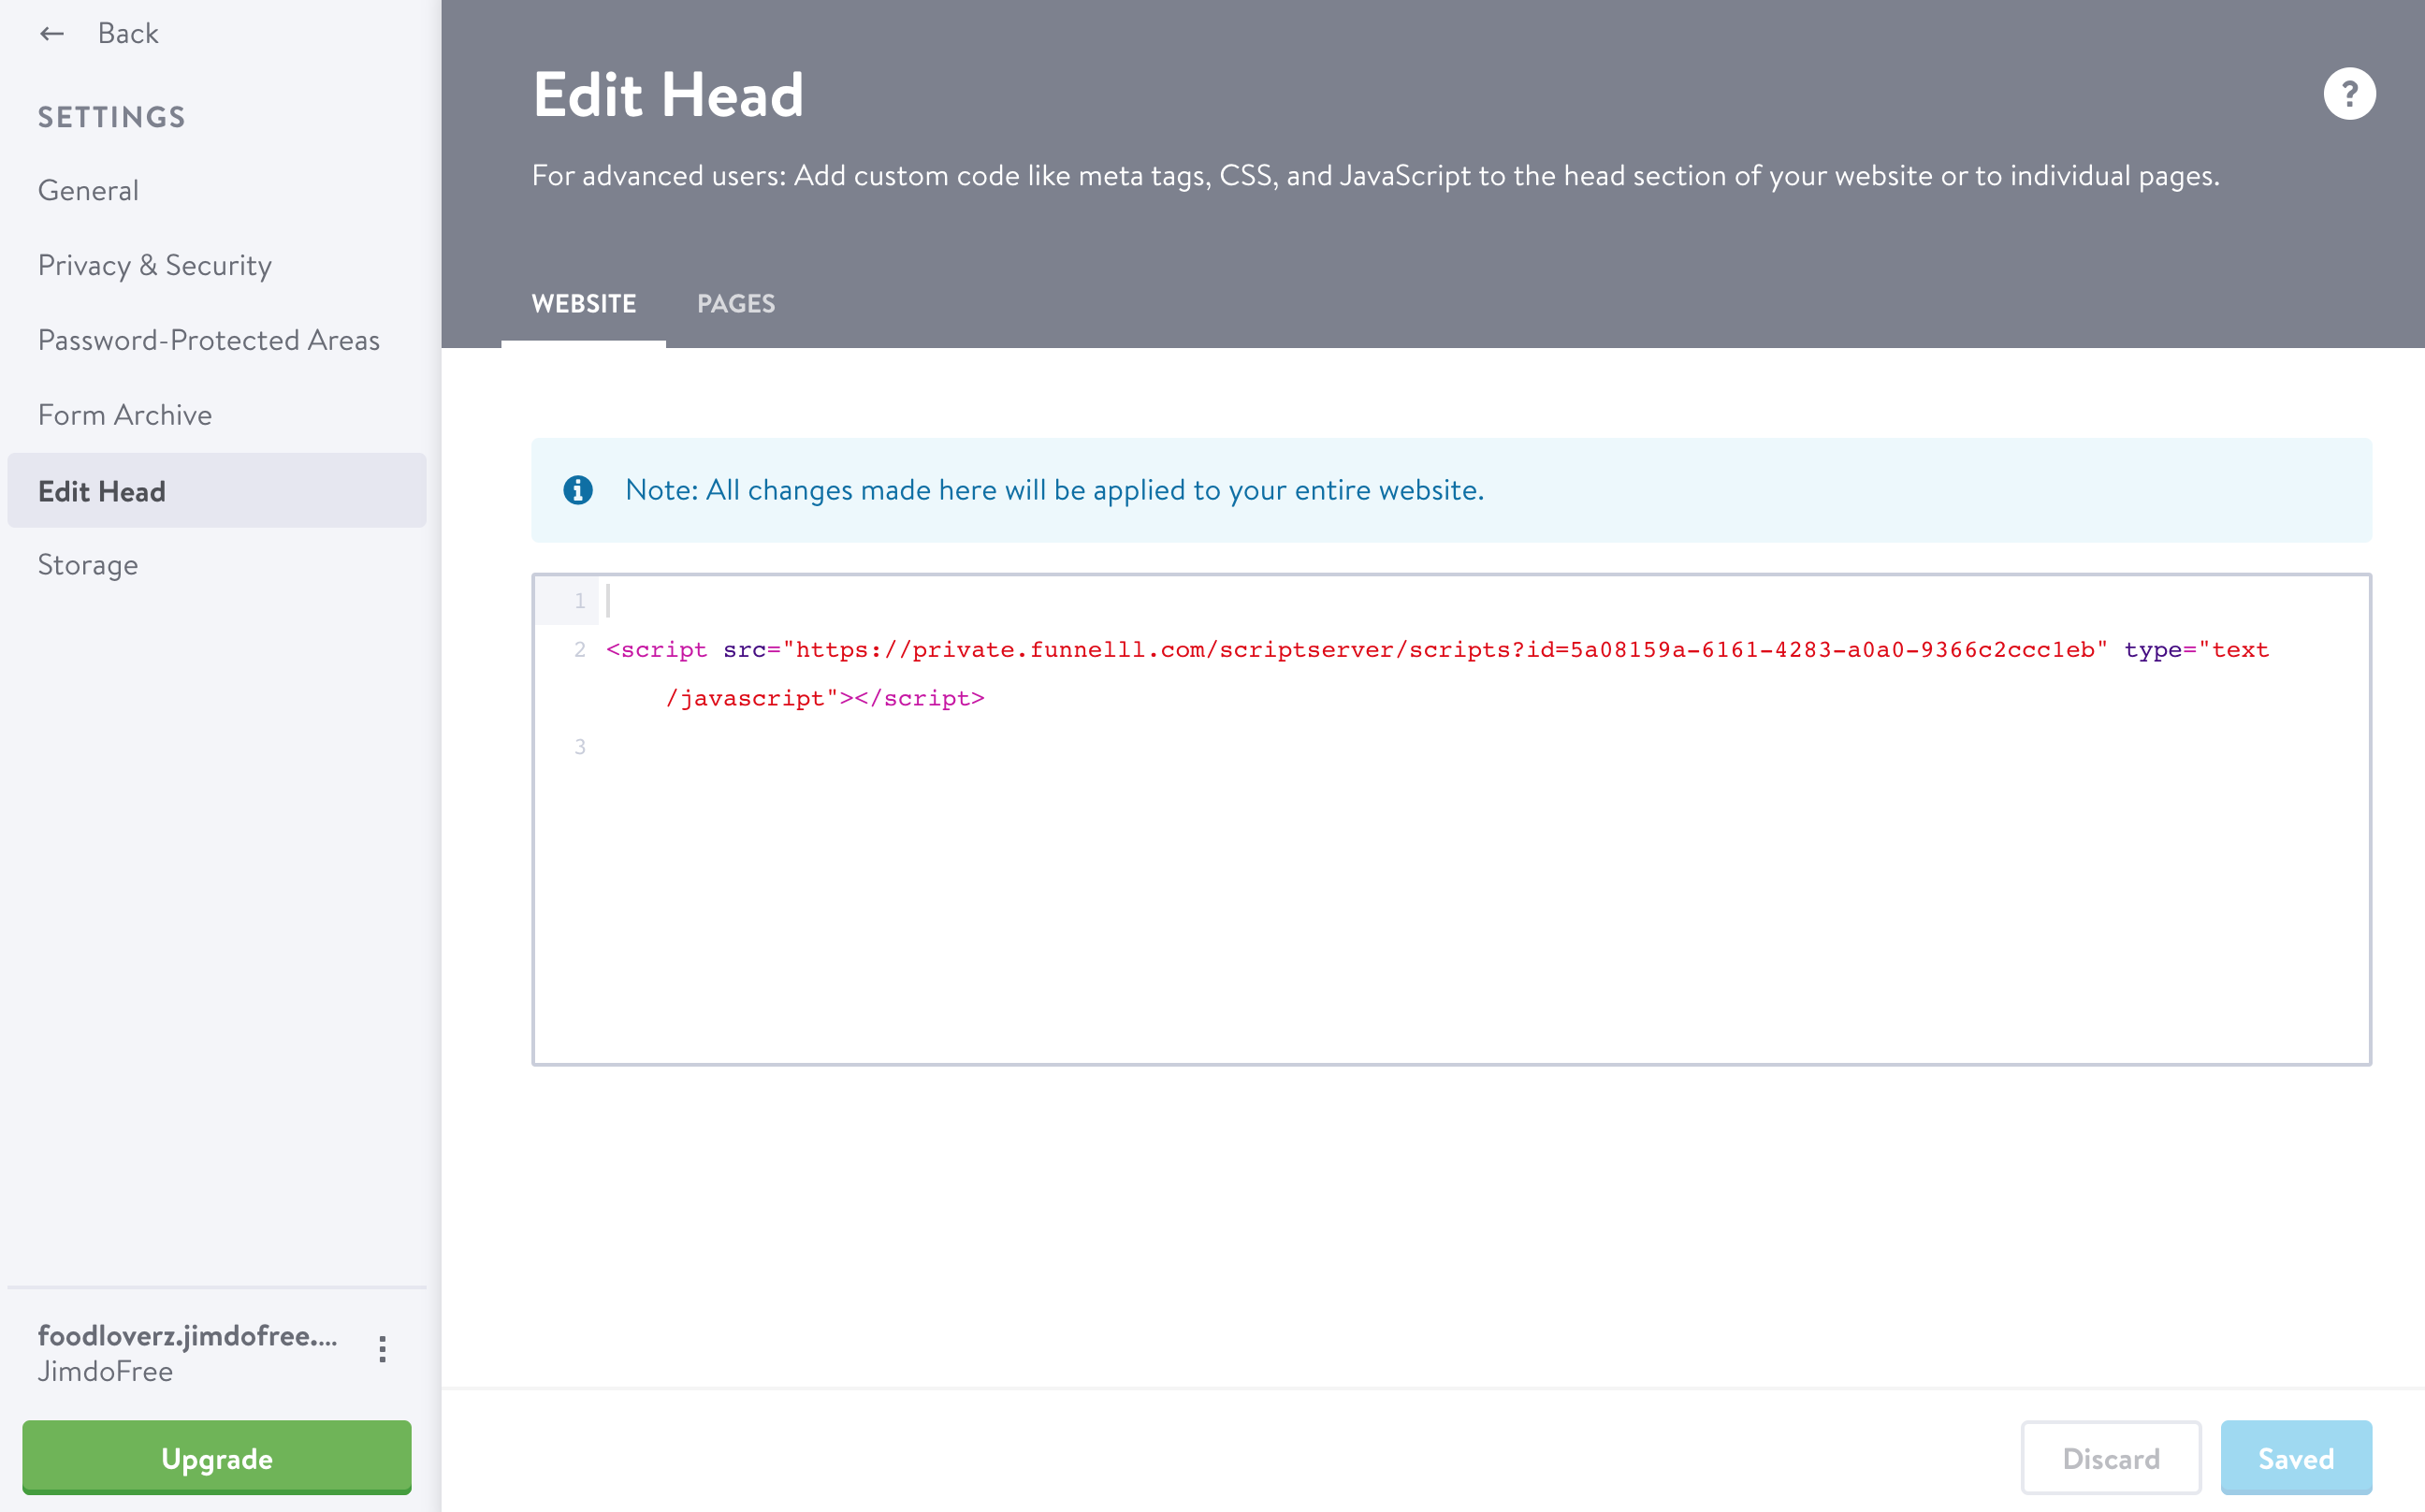 ← Back
SETTINGS
General
Privacy & Security
Password-Protected Areas
Form Archive
Edit Head
Storage
foodloverz.jimdofree....
JimdoFree
Upgrade
Edit Head
?
For advanced users: Add custom code like meta tags, CSS, and JavaScript to the head section of your website or to individual pages.
WEBSITE PAGES
Note: All changes made here will be applied to your entire website.
1
2 <script src="https://private.funnelll.com/scriptserver/scripts?id=5a08159a-6161-4283-a0a0-9366c2ccc1eb" type="text
/javascript"></script>
3
Discard Saved